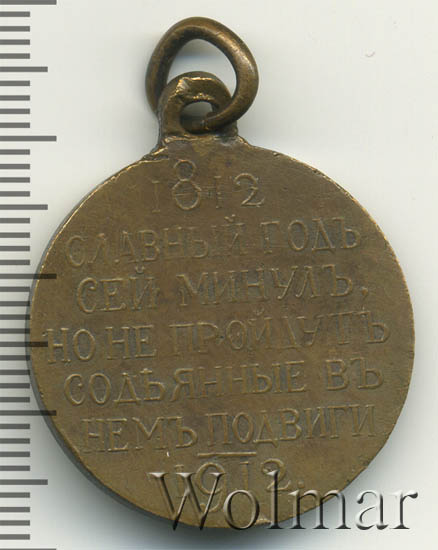 1812
СЛАВНЫЙ ГОДЪ
СЕЙ МИНУЛЪ,
НО НЕ ПРОЙДУТЪ
СОДѢЯННЫЕ ВЪ
НЕМЪ ПОДВИГИ
1912.
Wolmar